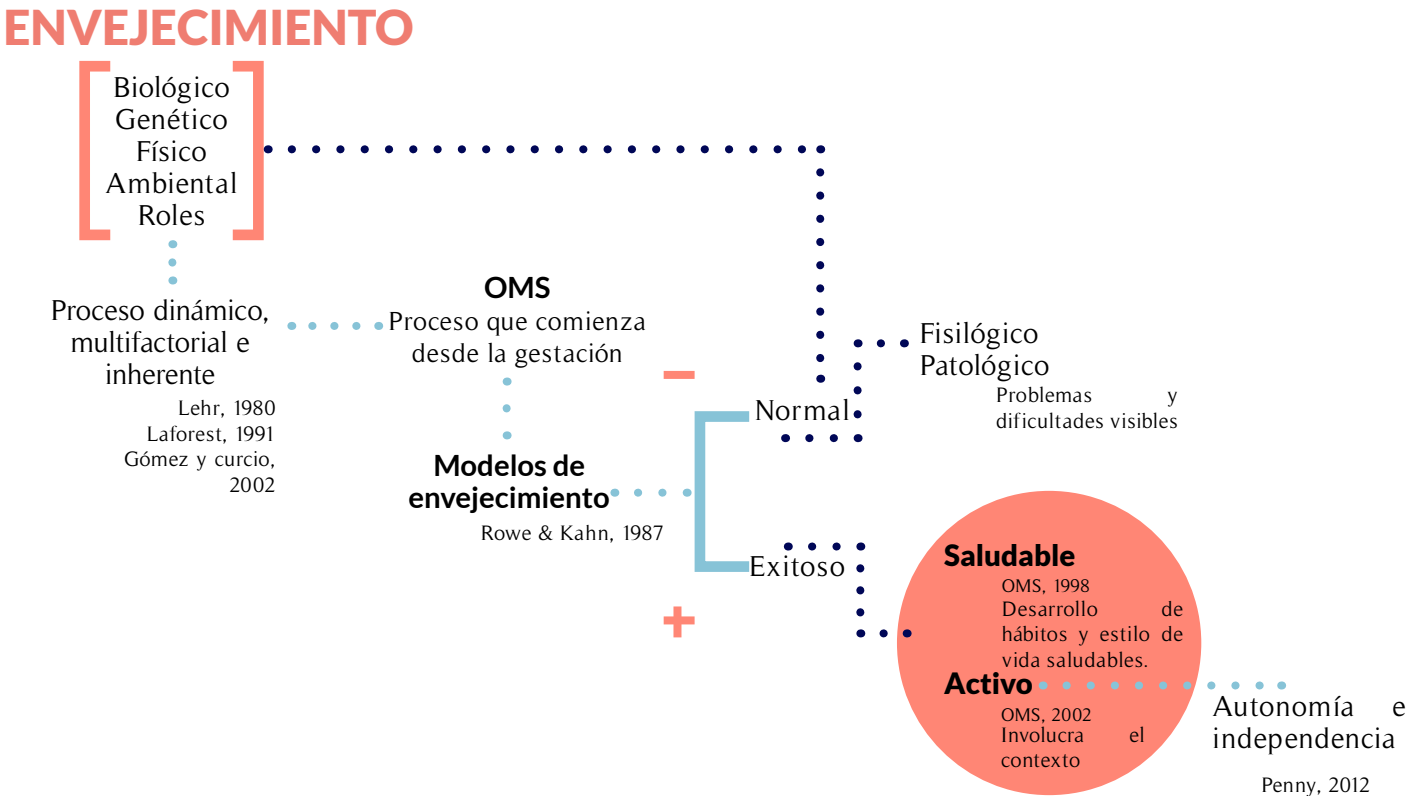 ENVEJECIMIENTO
Biológico
Genético
Físico
Ambiental
Roles
Proceso dinámico,
multifactorial e
inherente
Lehr, 1980
Laforest, 1991
Gómez y curcio,
2002
OMS
Proceso que comienza
desde la gestación
Modelos de
envejecimiento
Rowe & Kahn, 1987
−
Normal
Fisilógico
Patológico
Problemas y
dificultades visibles
+
Exitoso
Saludable
OMS, 1998
Desarrollo de
hábitos y estilo de
vida saludables.
Activo
OMS, 2002
Involucra el
contexto
Autonomía e
independencia
Penny, 2012